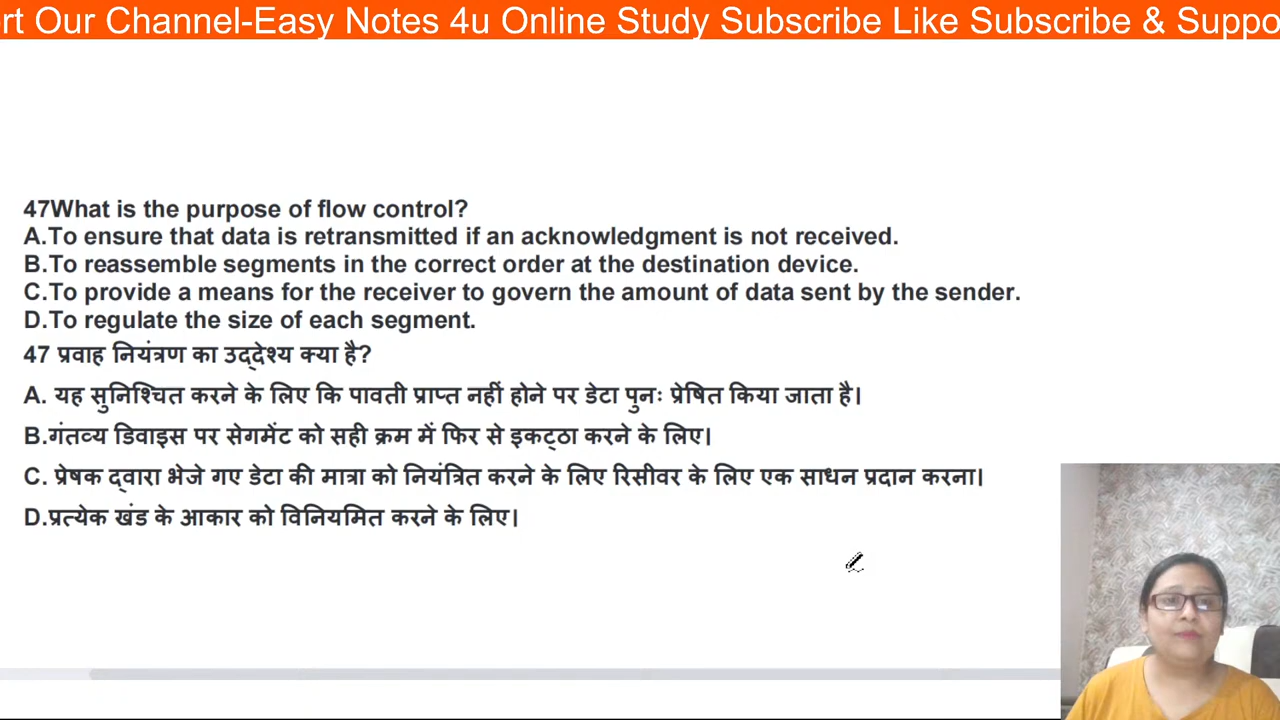 rt Our Channel-Easy Notes 4u Online Study Subscribe Like Subscribe & Suppo
47What is the purpose of flow control?
A.To ensure that data is retransmitted if an acknowledgment is not received.
B.To reassemble segments in the correct order at the destination device.
C.To provide a means for the receiver to govern the amount of data sent by the sender.
D.To regulate the size of each segment.
47 प्रवाह नियंत्रण का उद्देश्य क्या है?
A. यह सुनिश्चित करने के लिए कि पावती प्राप्त नहीं होने पर डेटा पुनः प्रेषित किया जाता है।
B.गंतव्य डिवाइस पर सेगमेंट को सही क्रम में फिर से इकट्ठा करने के लिए।
C. प्रेषक द्वारा भेजे गए डेटा की मात्रा को नियंत्रित करने के लिए रिसीवर के लिए एक साधन प्रदान करना।
D.प्रत्येक खंड के आकार को विनियमित करने के लिए।